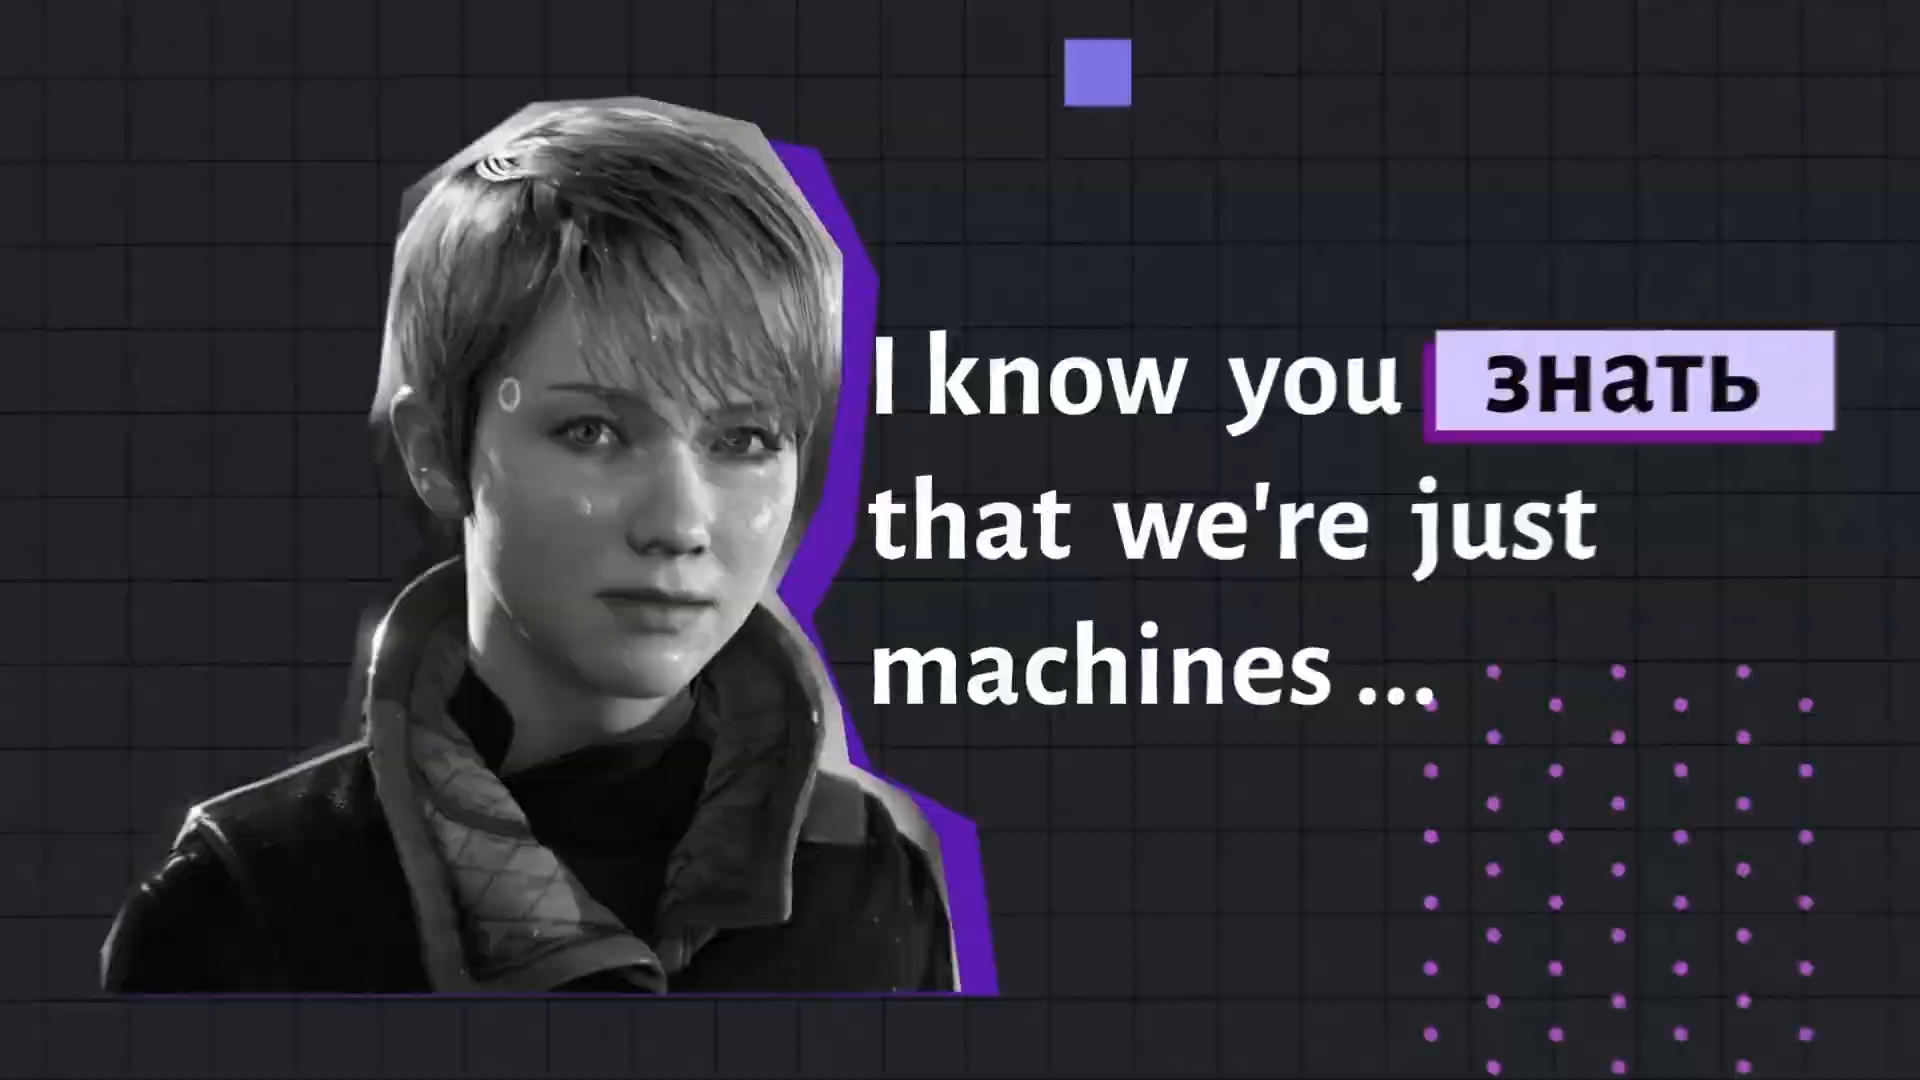 I know you знать
that we're just
machines ...